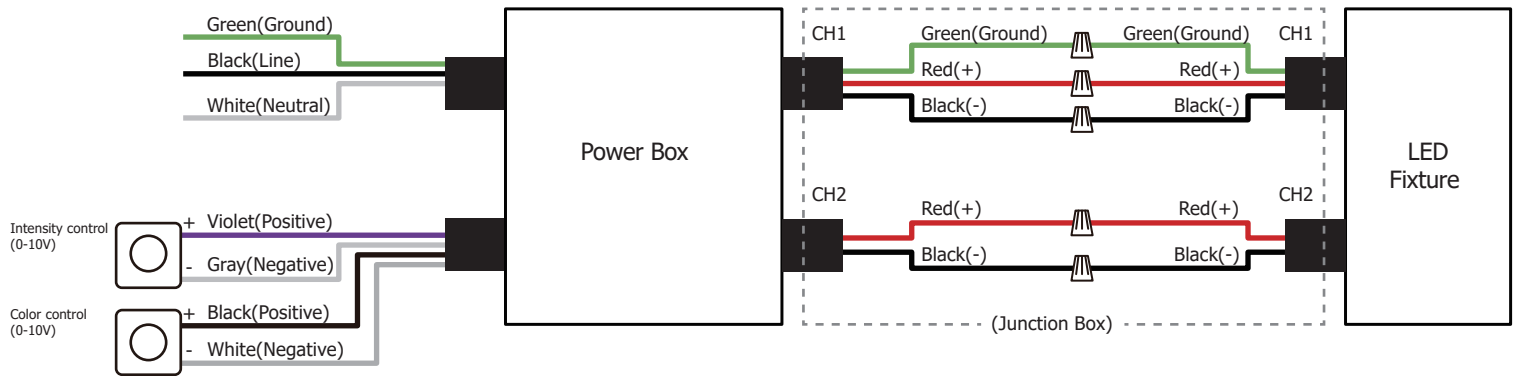 Green(Ground)
Black(Line)
White(Neutral)
Intensity control
(0-10V)
+ Violet(Positive)
- Gray(Negative)
Color control
(0-10V)
+ Black(Positive)
- White(Negative)
Power Box
CH1
Green(Ground) Green(Ground)
CH1
Red(+) Red(+)
Black(-) Black(-)
CH2
CH2
Red(+) Red(+)
Black(-) Black(-)
(Junction Box)
LED
Fixture